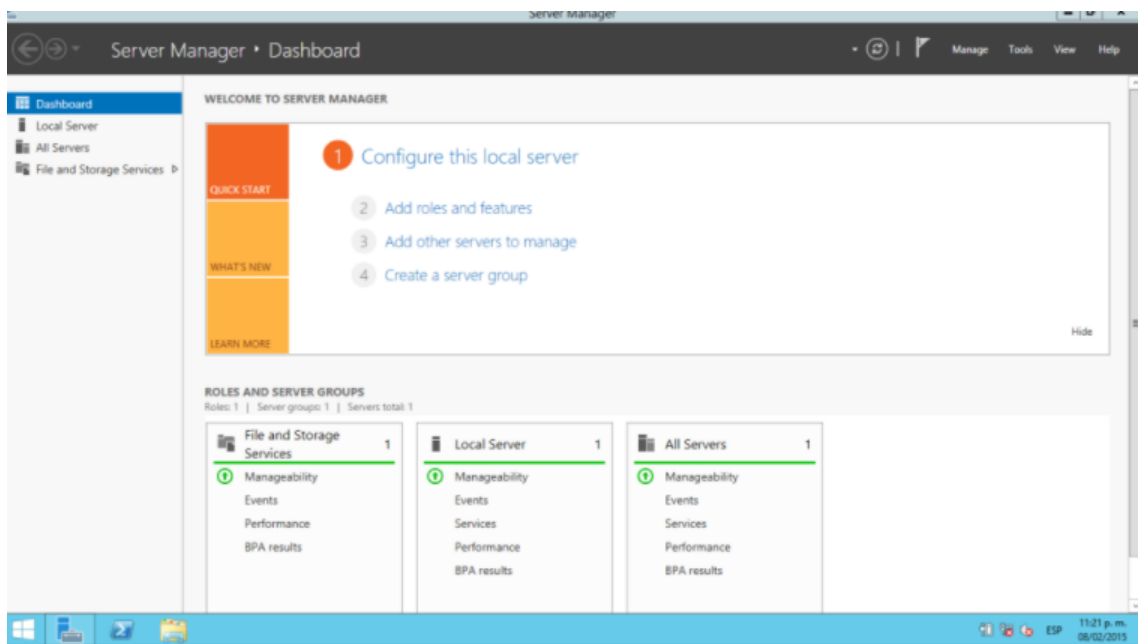 Server Manager
Server Manager • Dashboard
Manage Tools View Help
Dashboard
Local Server
All Servers
File and Storage Services
WELCOME TO SERVER MANAGER
QUICK START
WHAT'S NEW
LEARN MORE
1 Configure this local server
2 Add roles and features
3 Add other servers to manage
4 Create a server group
Hide
ROLES AND SERVER GROUPS
Roles: 1 | Server groups: 1 | Servers total: 1
File and Storage
Services
1
Manageability
Events
Performance
BPA results
Local Server 1
Manageability
Events
Services
Performance
BPA results
All Servers 1
Manageability
Events
Services
Performance
BPA results
ESP
11:21 p. m.
08/02/2015